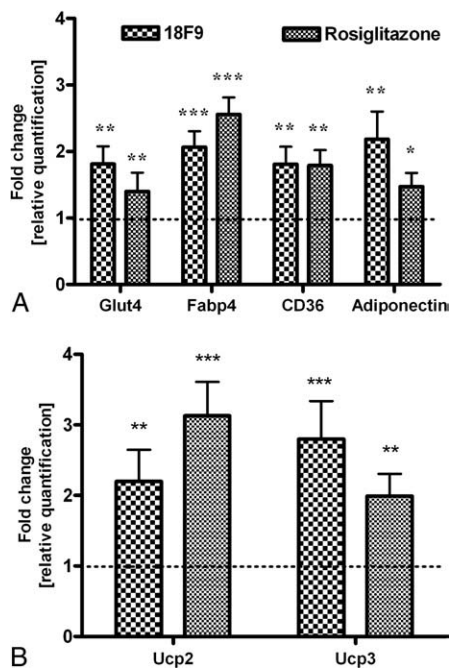 18F9 Rosiglitazone
Fold change
[relative quantification]
4
3
2
1
0
** ** *** *** ** ** ** *
Glut4 Fabp4 CD36 Adiponectin
A
Fold change
[relative quantification]
4
3
2
1
0
** *** *** **
Ucp2 Ucp3
B